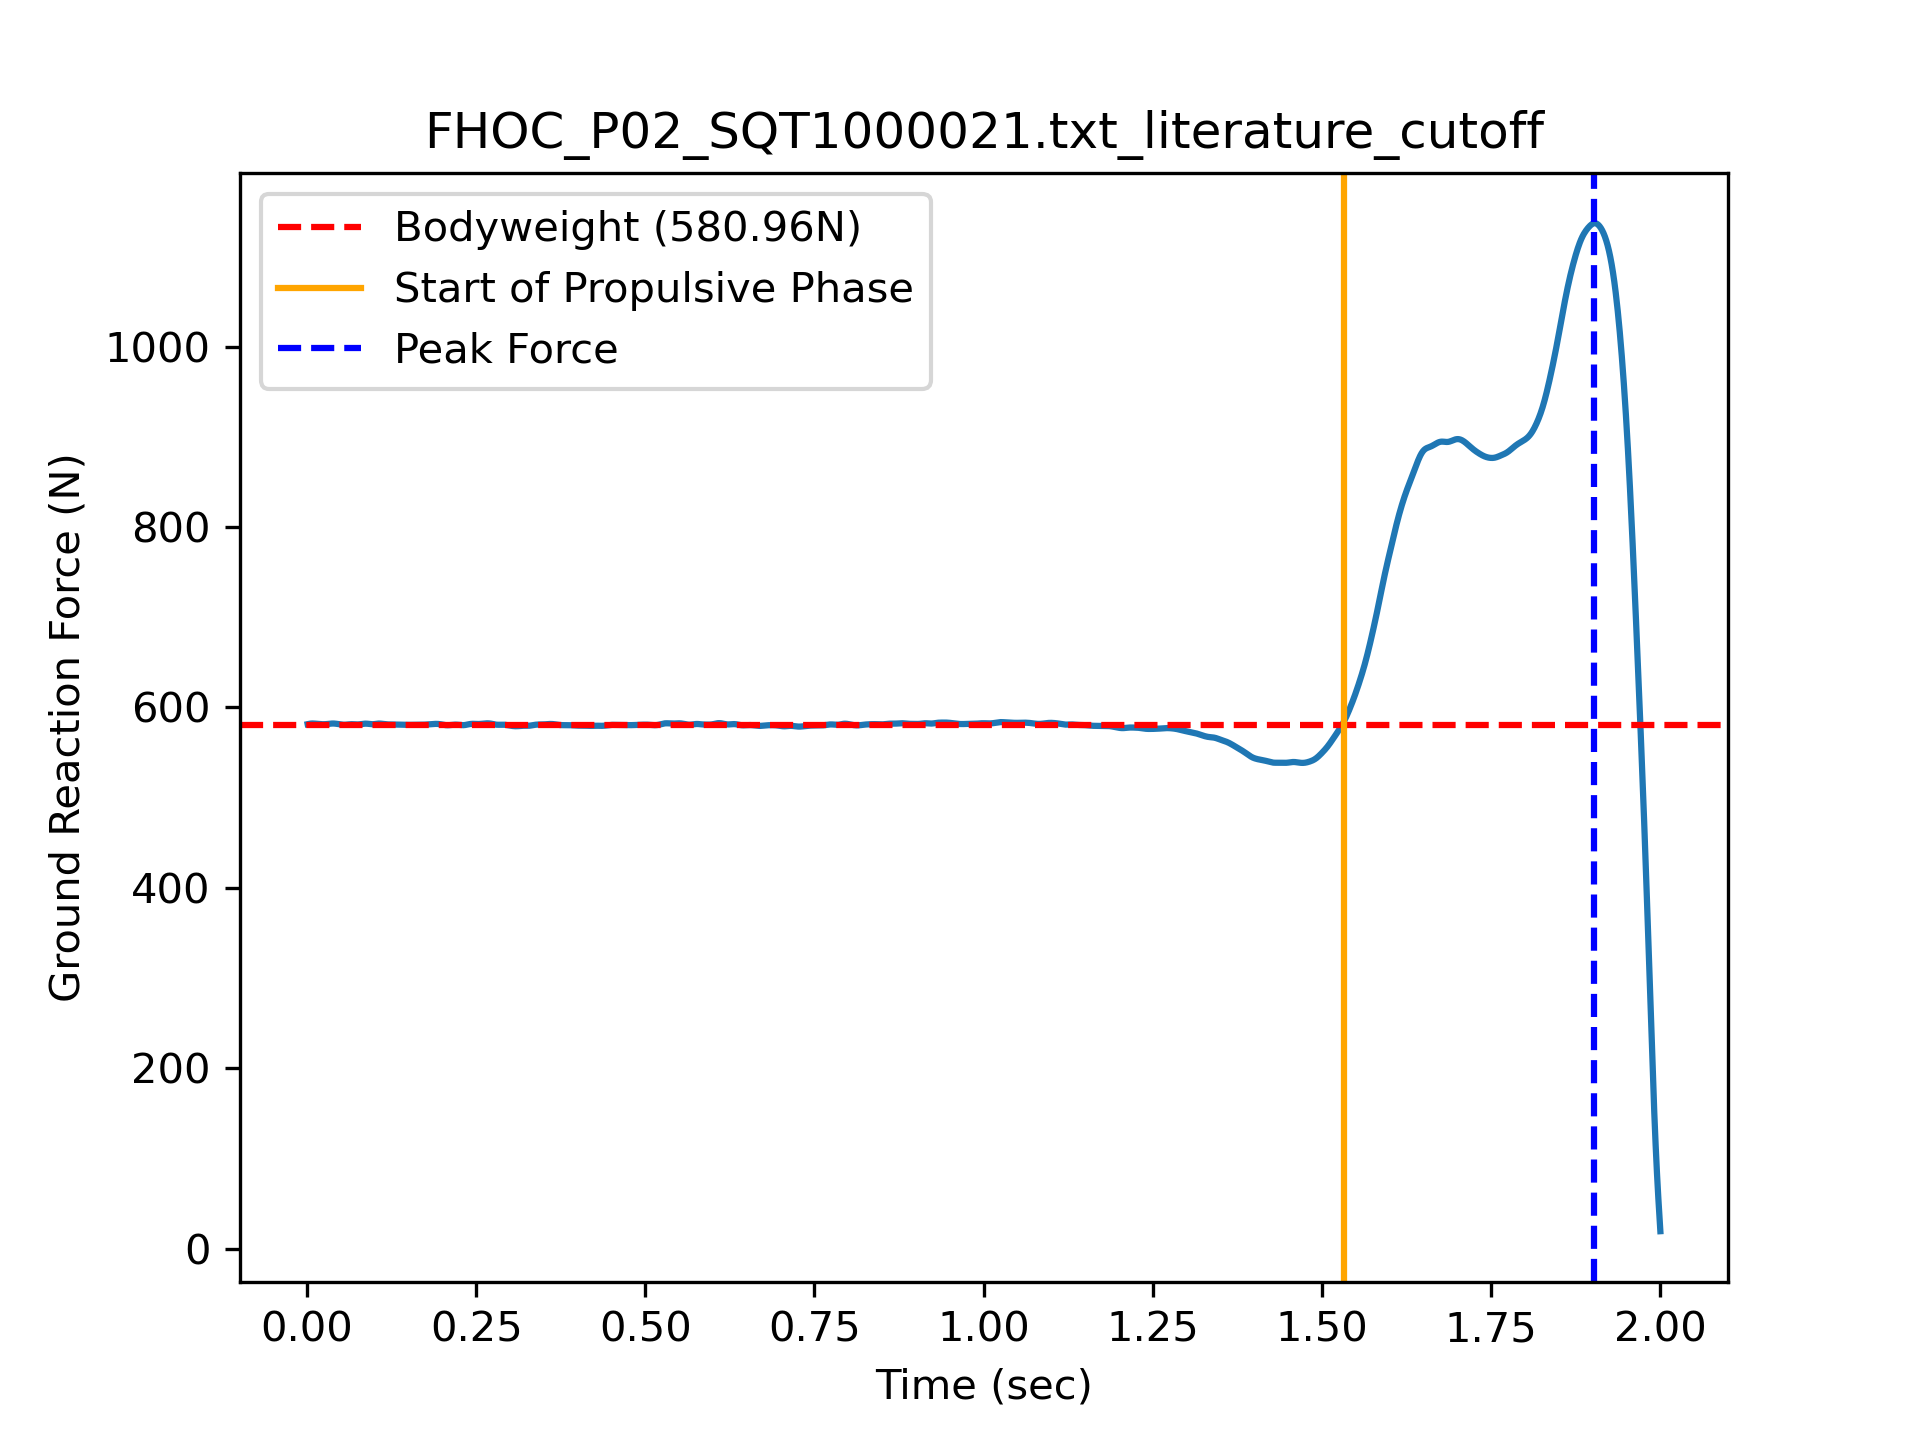 FHOC_P02_SQT1000021.txt_literature_cutoff
Bodyweight (580.96N)
Start of Propulsive Phase
Peak Force
Ground Reaction Force (N)
1000
800
600
400
200
0
0.00 0.25 0.50 0.75 1.00 1.25 1.50 1.75 2.00
Time (sec)